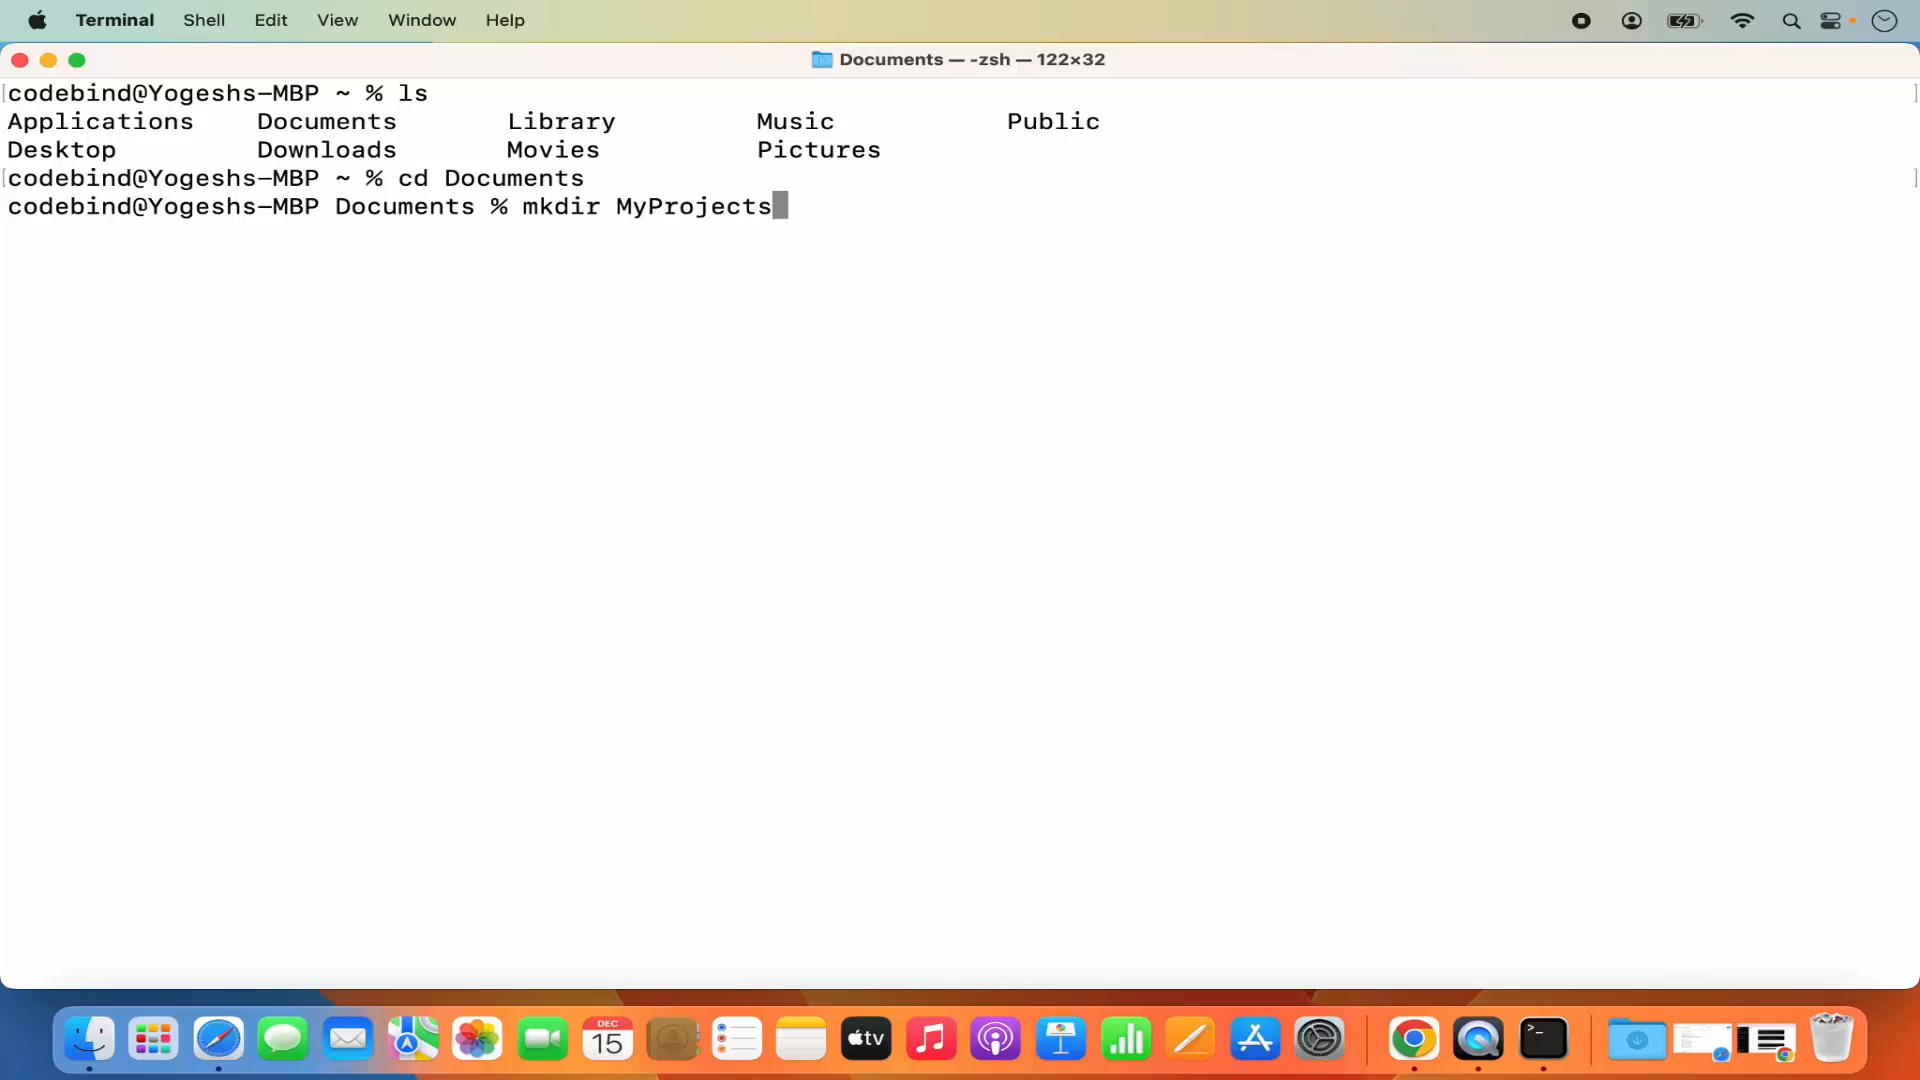 Terminal Shell Edit View Window Help
Documents — -zsh — 122×32
codebind@Yogeshs-MBP ~ % ls
Applications Documents Library Music Public
Desktop Downloads Movies Pictures
codebind@Yogeshs-MBP ~ % cd Documents
codebind@Yogeshs-MBP Documents % mkdir MyProjects
DEC
15
tv
>_